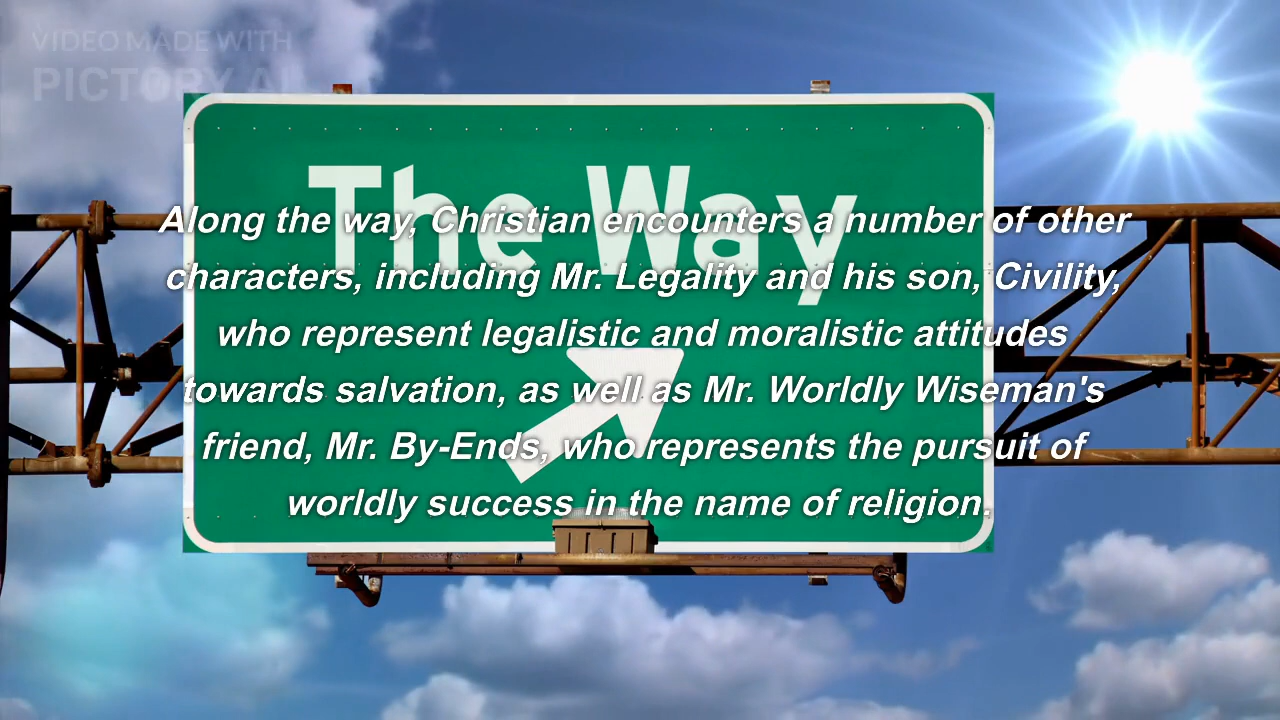 VIDEO MADE WITH
PICTORY.AI
The Way
Along the way, Christian encounters a number of other
characters, including Mr. Legality and his son, Civility,
who represent legalistic and moralistic attitudes
towards salvation, as well as Mr. Worldly Wiseman's
friend, Mr. By-Ends, who represents the pursuit of
worldly success in the name of religion.